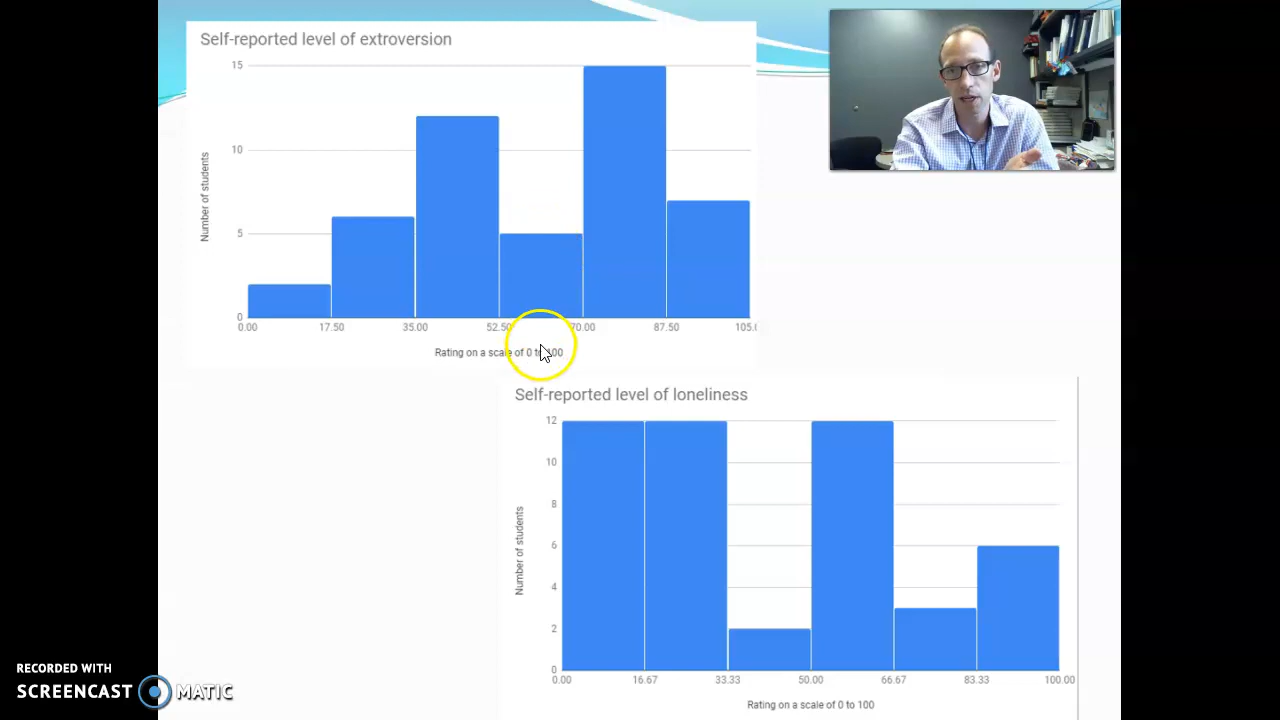 Self-reported level of extroversion
15
10
5
0
Number of students
0.00 17.50 35.00 52.50 70.00 87.50
Rating on a scale of 0 to 100
Self-reported level of loneliness
12
10
8
6
4
2
0
Number of students
0.00 16.67 33.33 50.00 66.67 83.33 100.00
Rating on a scale of 0 to 100
RECORDED WITH
SCREENCAST MATIC